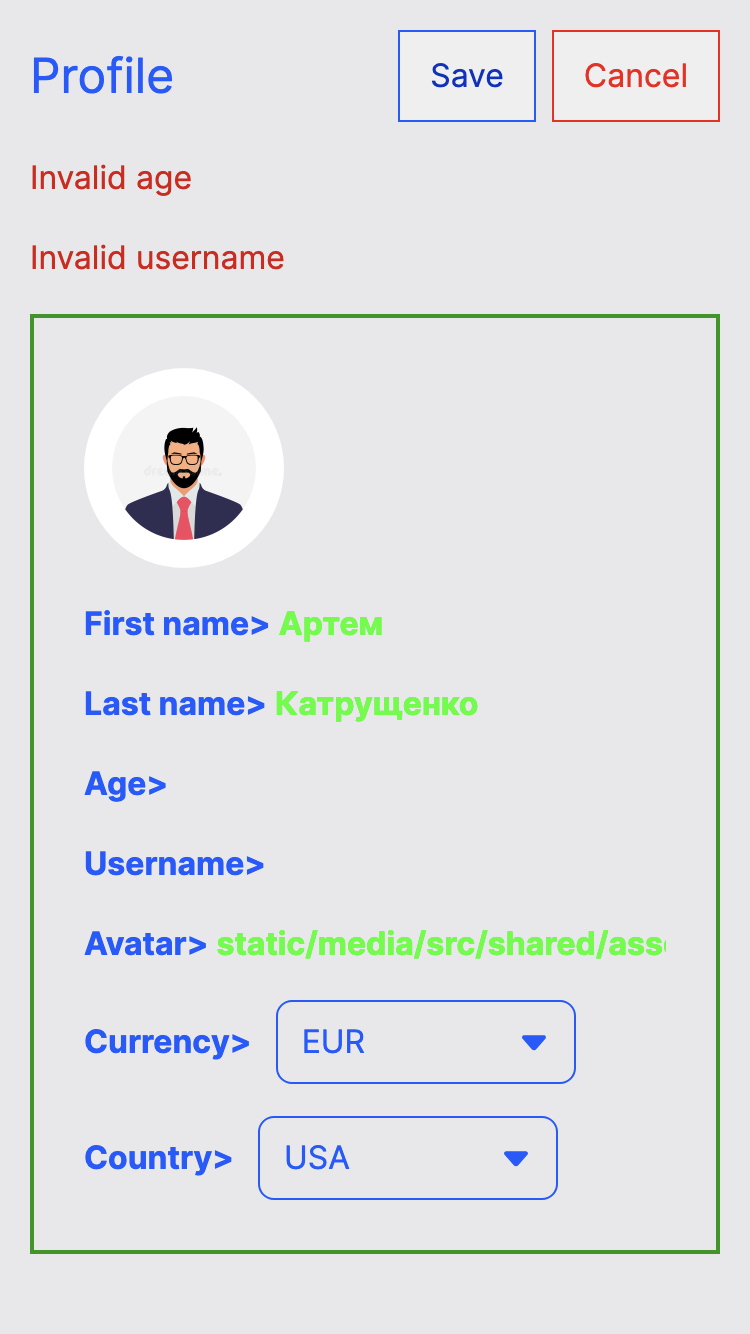 Profile
Save
Cancel
Invalid age
Invalid username
First name> Артем
Last name> Катрущенко
Age>
Username>
Avatar> static/media/src/shared/ass
Currency> EUR
Country> USA